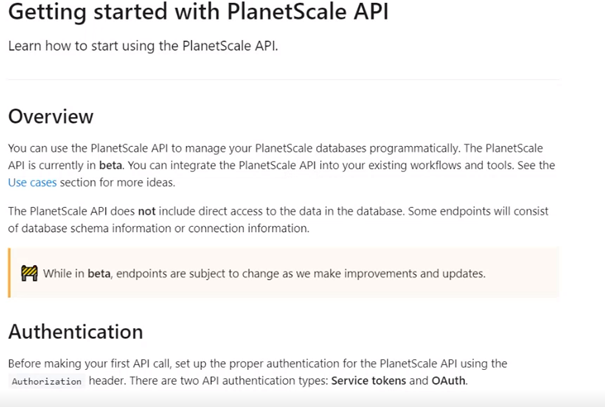 Getting started with PlanetScale API
Learn how to start using the PlanetScale API.
Overview
You can use the PlanetScale API to manage your PlanetScale databases programmatically. The PlanetScale
API is currently in beta. You can integrate the PlanetScale API into your existing workflows and tools. See the
Use cases section for more ideas.
The PlanetScale API does not include direct access to the data in the database. Some endpoints will consist
of database schema information or connection information.
While in beta, endpoints are subject to change as we make improvements and updates.
Authentication
Before making your first API call, set up the proper authentication for the PlanetScale API using the
Authorization header. There are two API authentication types: Service tokens and OAuth.